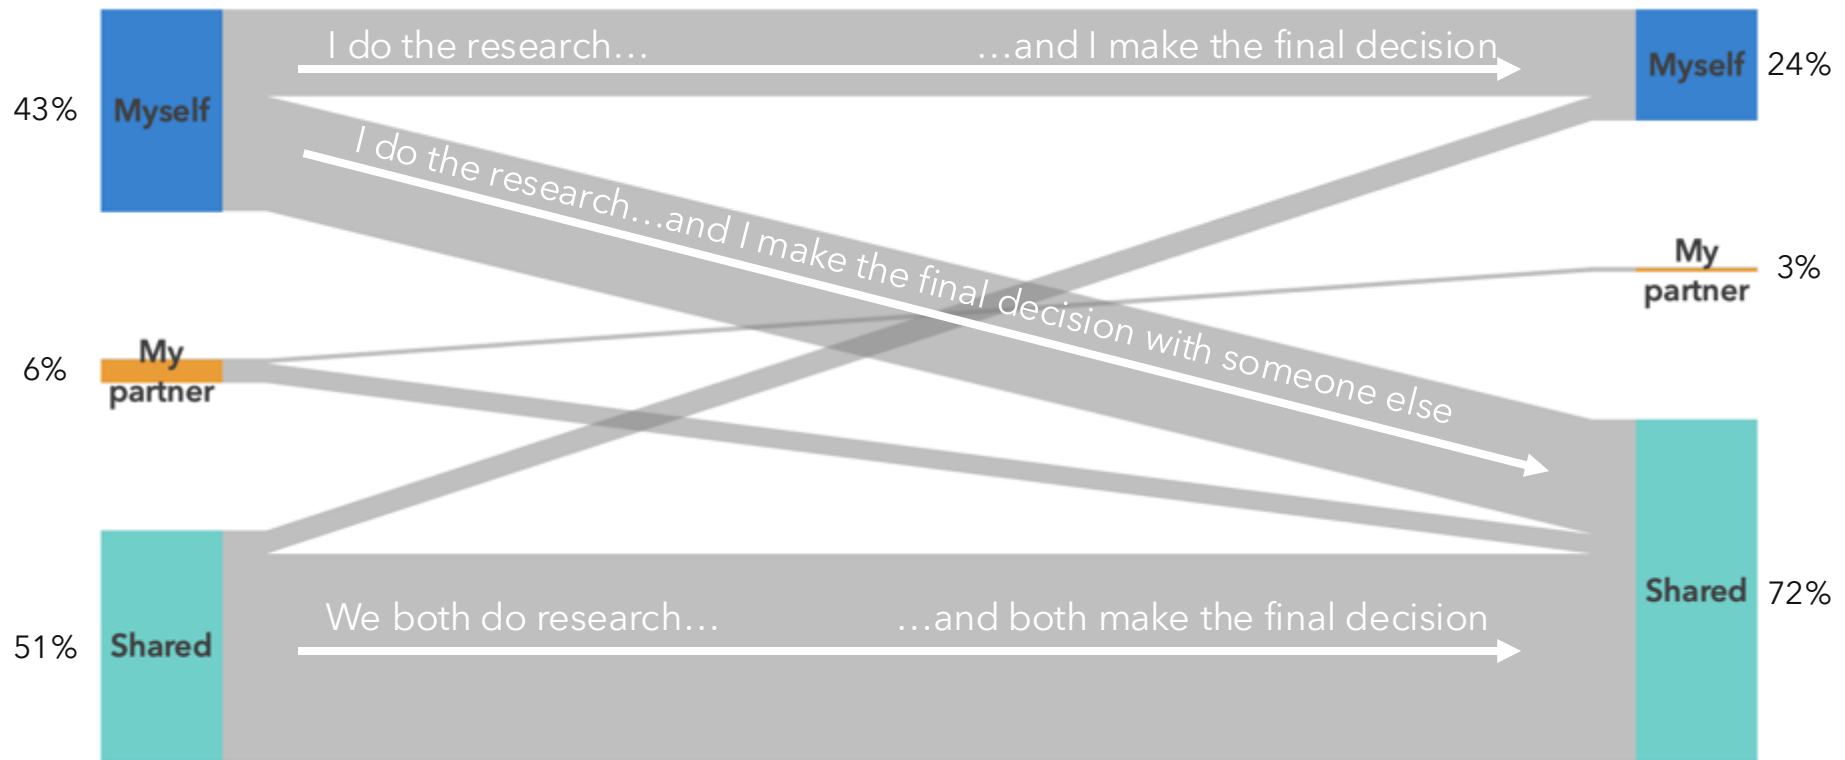 I do the research… …and I make the final decision
Myself
24%
43%
Myself
I do the research…and I make the final decision with someone else
My
partner
3%
My
partner
6%
We both do research… …and both make the final decision
Shared
72%
51%
Shared